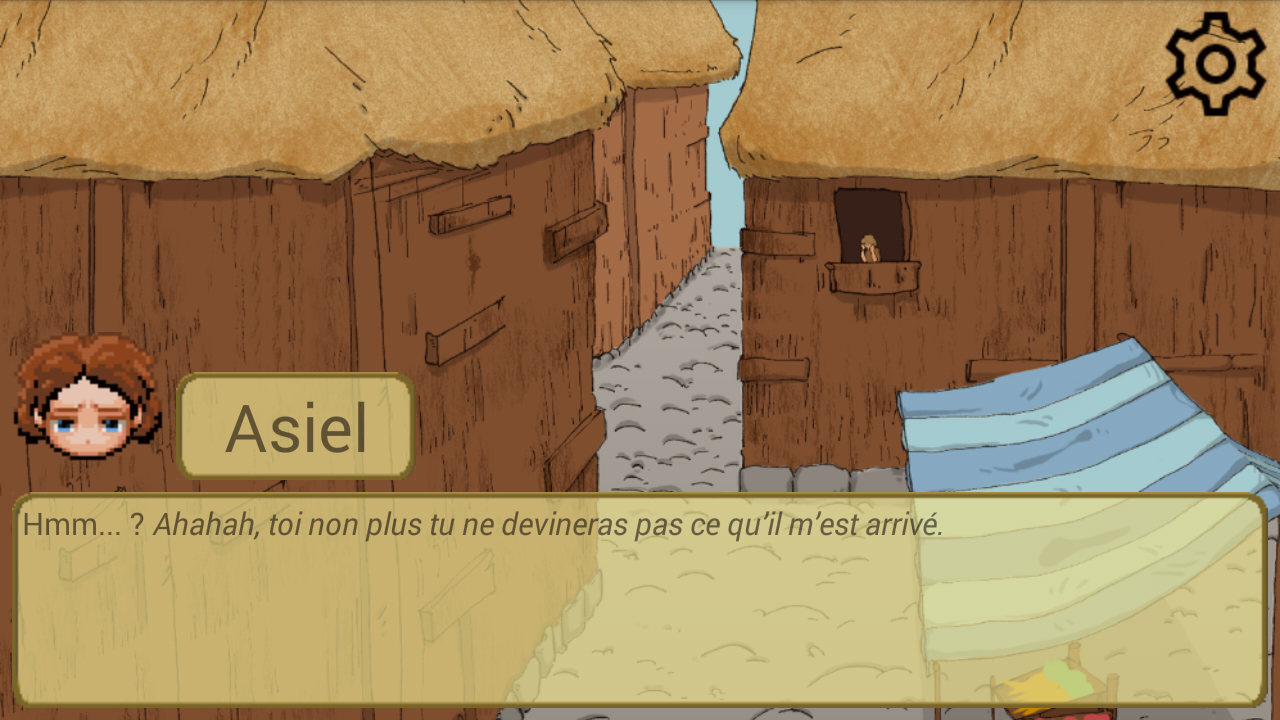 Asiel
Hmm... ? Ahahah, toi non plus tu ne devineras pas ce qu’il m’est arrivé.